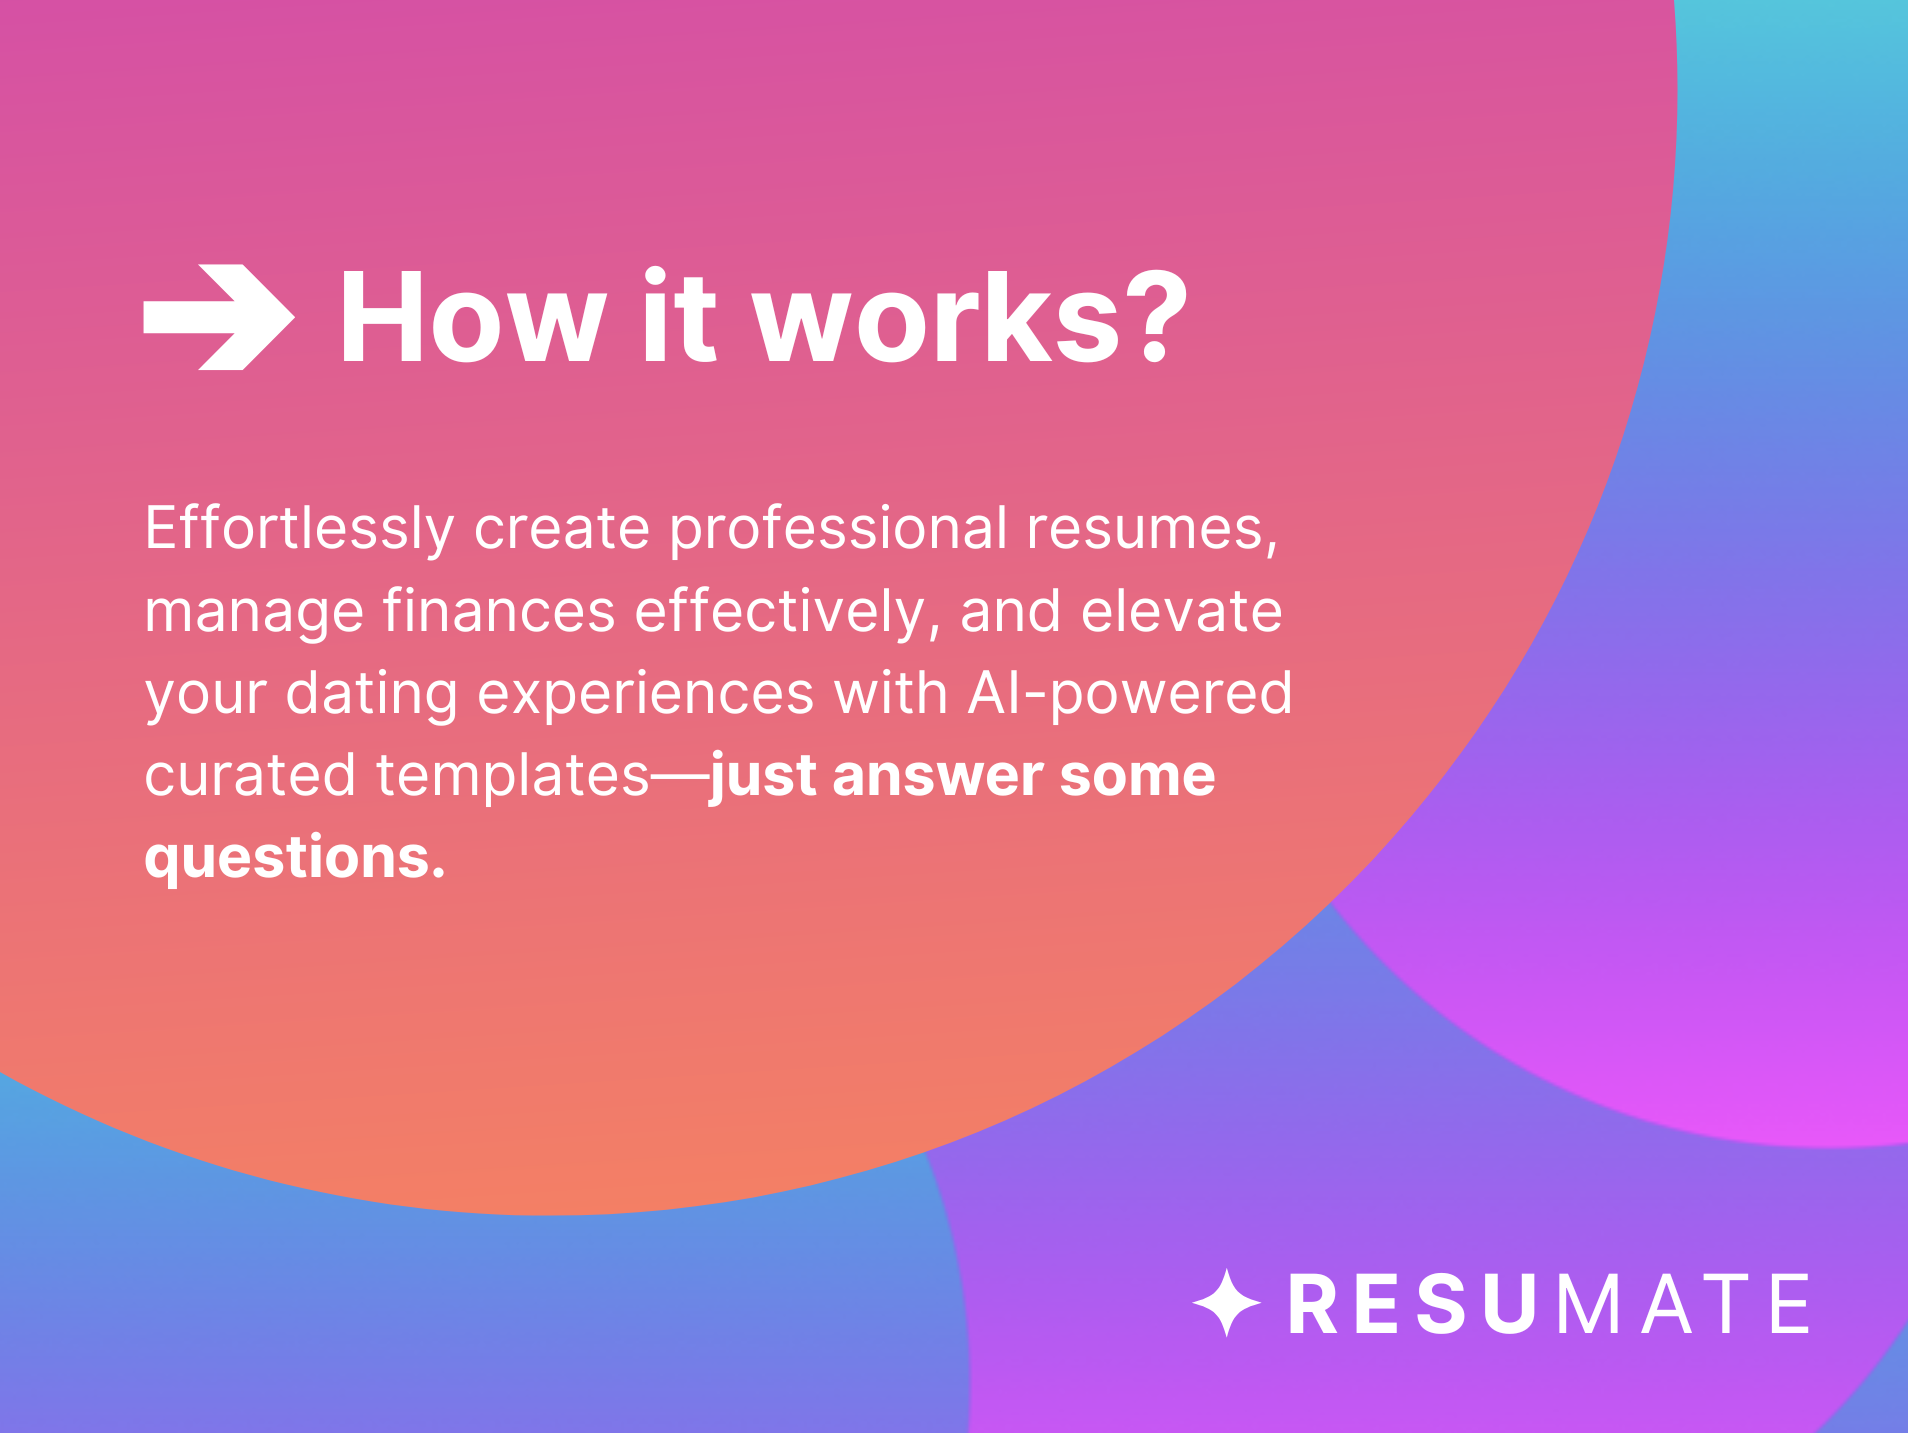 How it works?
Effortlessly create professional resumes,
manage finances effectively, and elevate
your dating experiences with AI-powered
curated templates—just answer some
questions.
RESUMATE